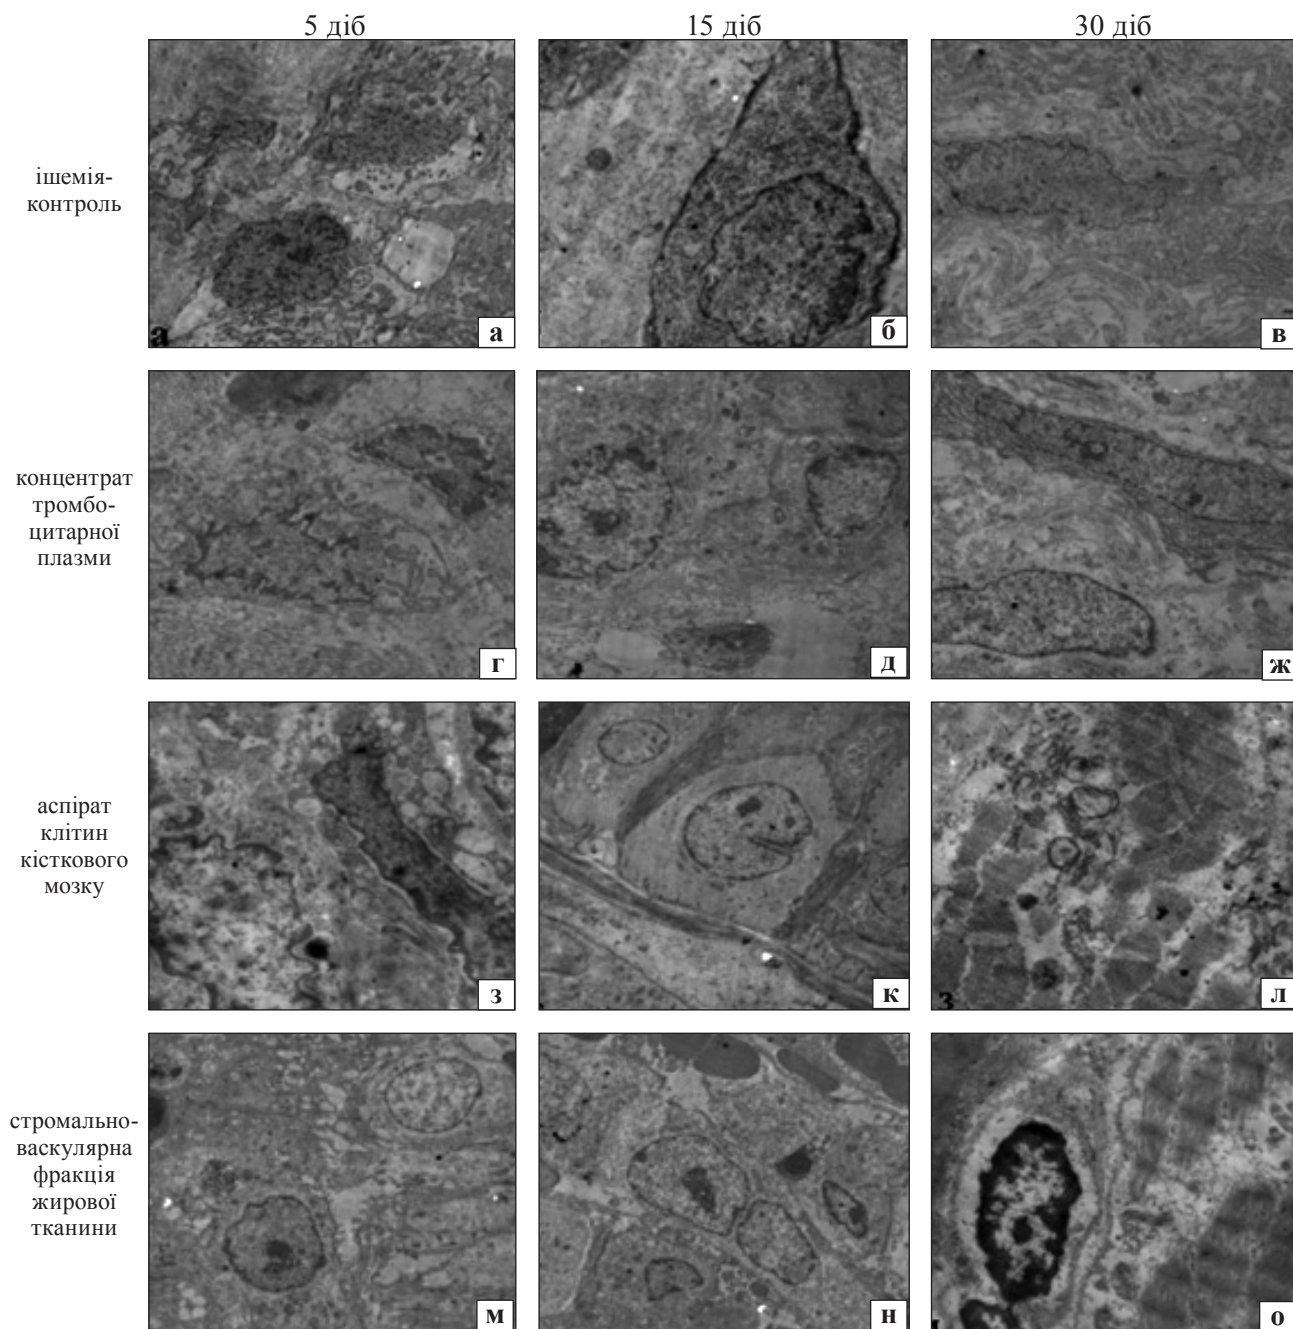 5 діб
15 діб
30 діб
ішемія-
контроль
а
а
б
в
концентрат
тромбо-
цитарної
плазми
г
д
ж
аспірат
клітин
кісткового
мозку
з
к
з
л
стромально-
васкулярна
фракція
жирової
тканини
м
н
о